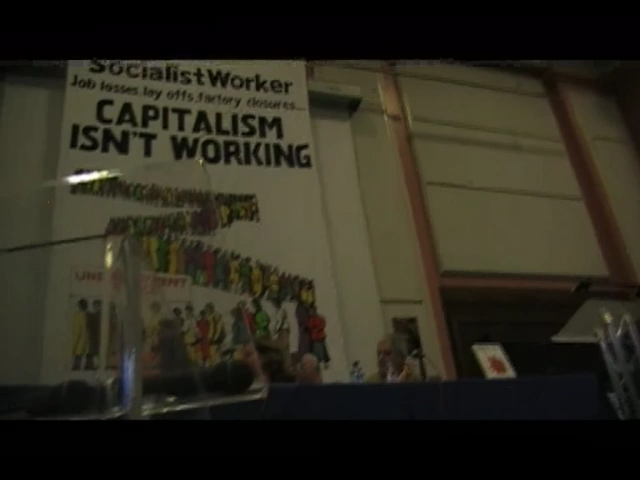 SocialistWorker
Job losses, lay offs, factory closures...
CAPITALISM
ISN'T WORKING